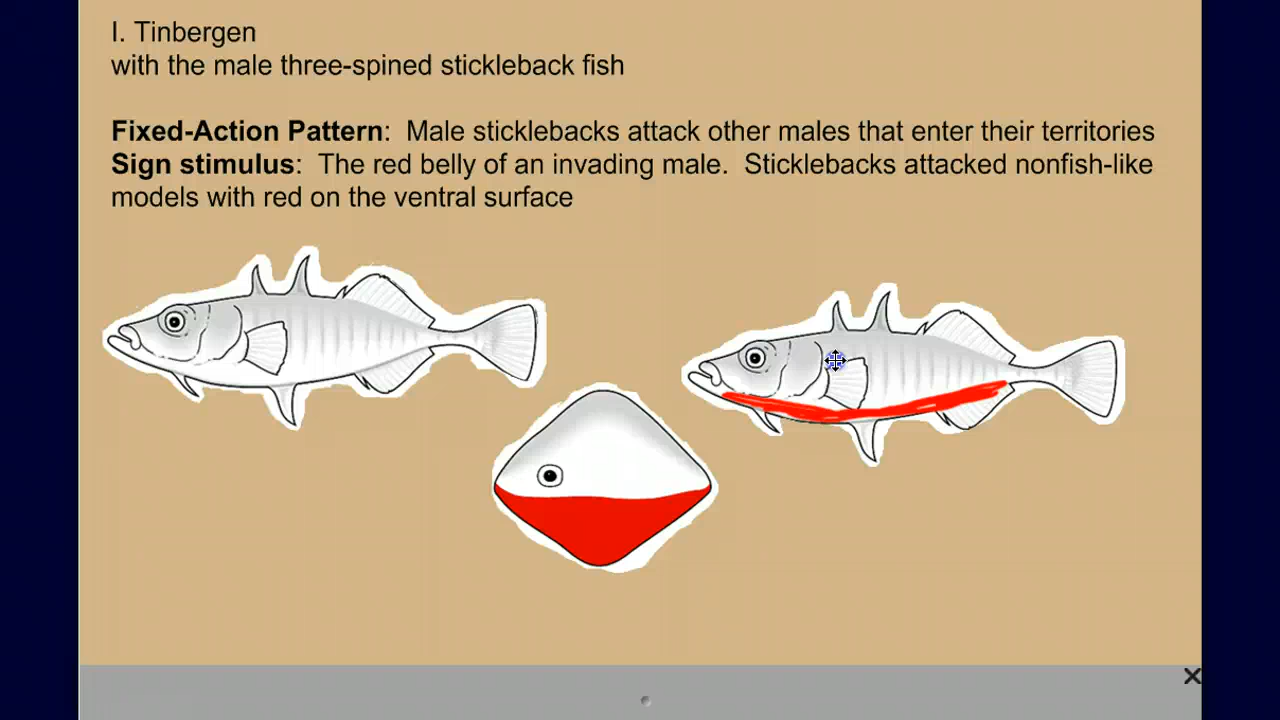 I. Tinbergen
with the male three-spined stickleback fish
Fixed-Action Pattern:  Male sticklebacks attack other males that enter their territories
Sign stimulus:  The red belly of an invading male.  Sticklebacks attacked nonfish-like
models with red on the ventral surface